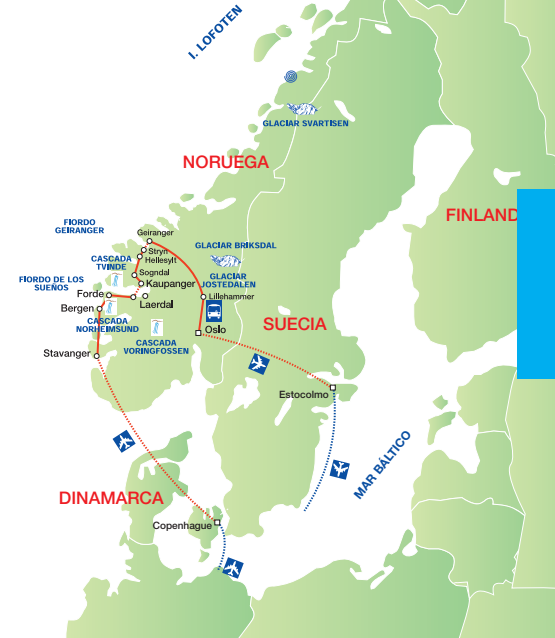 I. LOFOTEN
GLACIAR SVARTISEN
NORUEGA
FINLAND
FIORDO
GEIRANGER
Geiranger
GLACIAR BRIKSDAL
Stryn
Hellesylt
CASCADA
TVINDE
Sogndal
GLACIAR
JOSTEDALEN
FIORDO DE LOS
SUEÑOS
Kaupanger
Forde
Lillehammer
Laerdal
Bergen
CASCADA
NORHEIMSUND
SUECIA
Oslo
CASCADA
VORINGFOSSEN
Stavanger
Estocolmo
MAR BÁLTICO
DINAMARCA
Copenhague